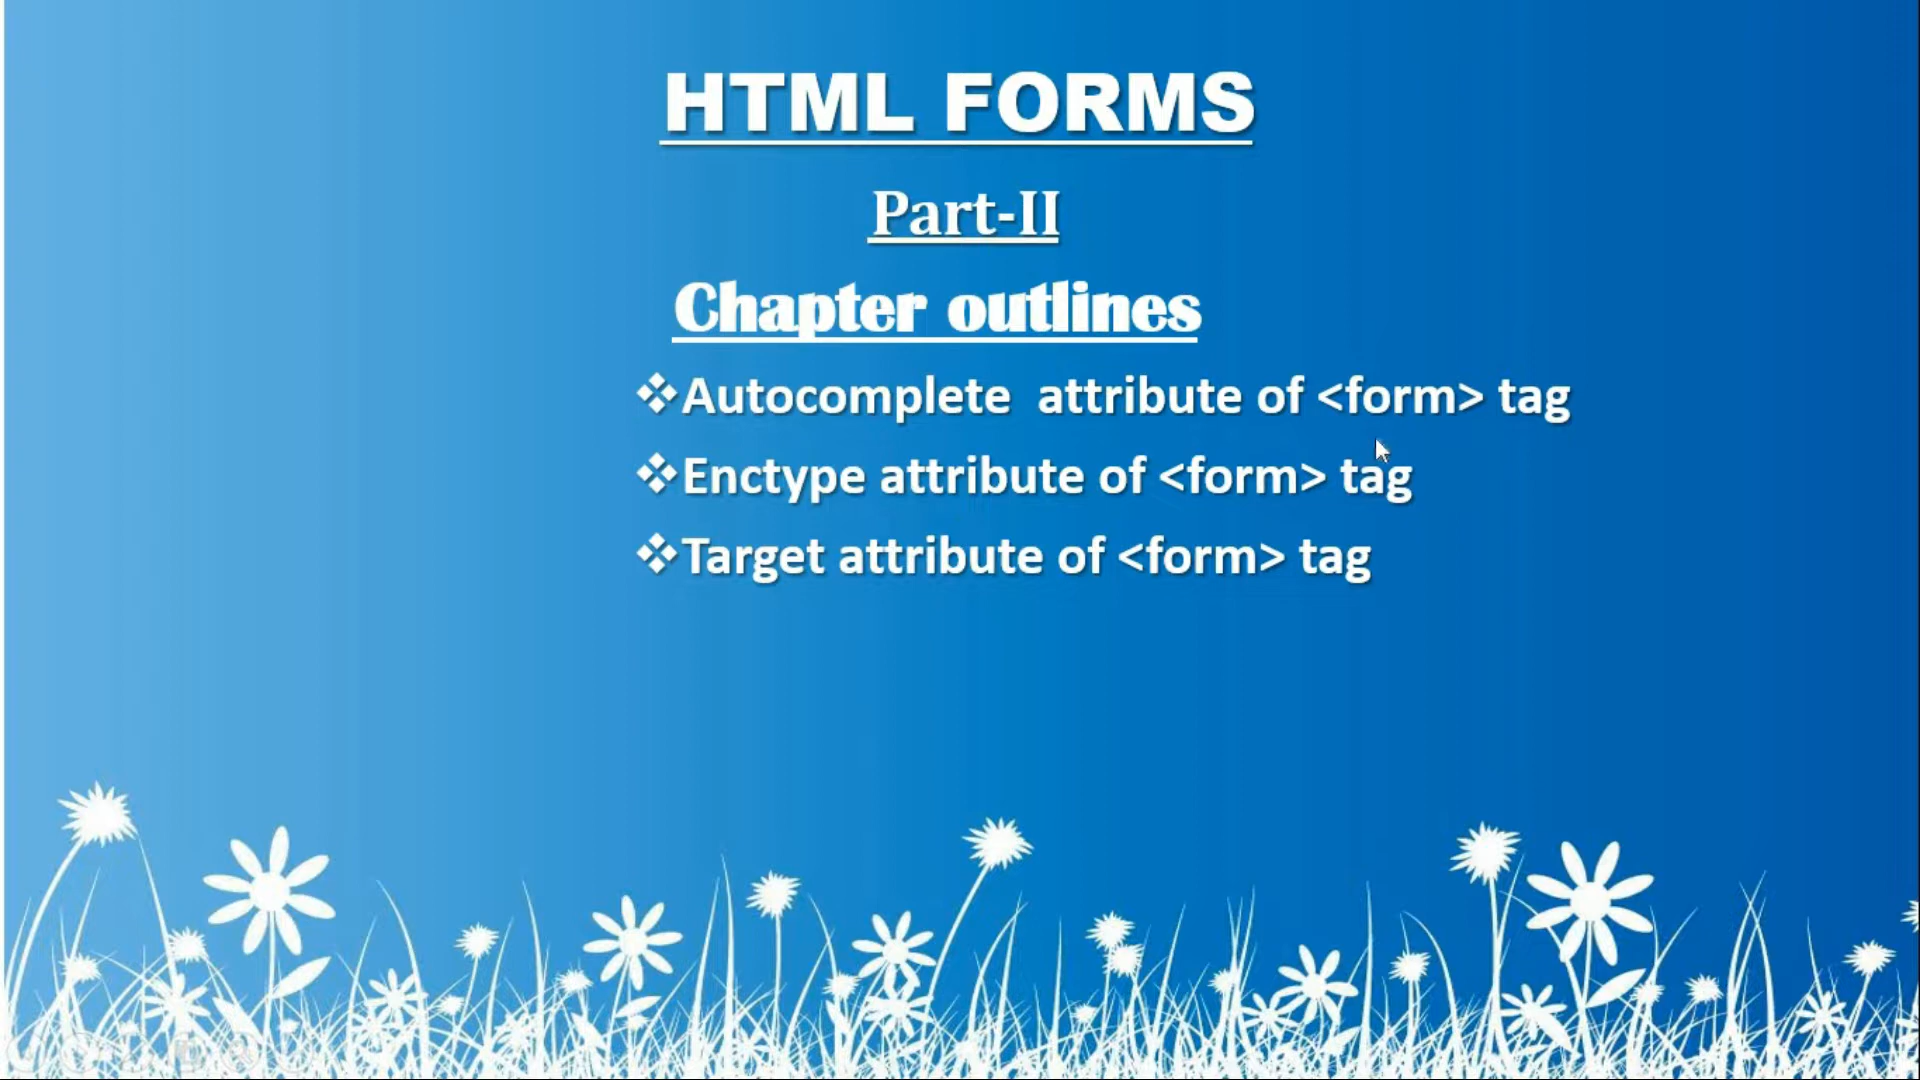 HTML FORMS
Part-II
Chapter outlines
❖Autocomplete  attribute of <form> tag
❖Enctype attribute of <form> tag
❖Target attribute of <form> tag